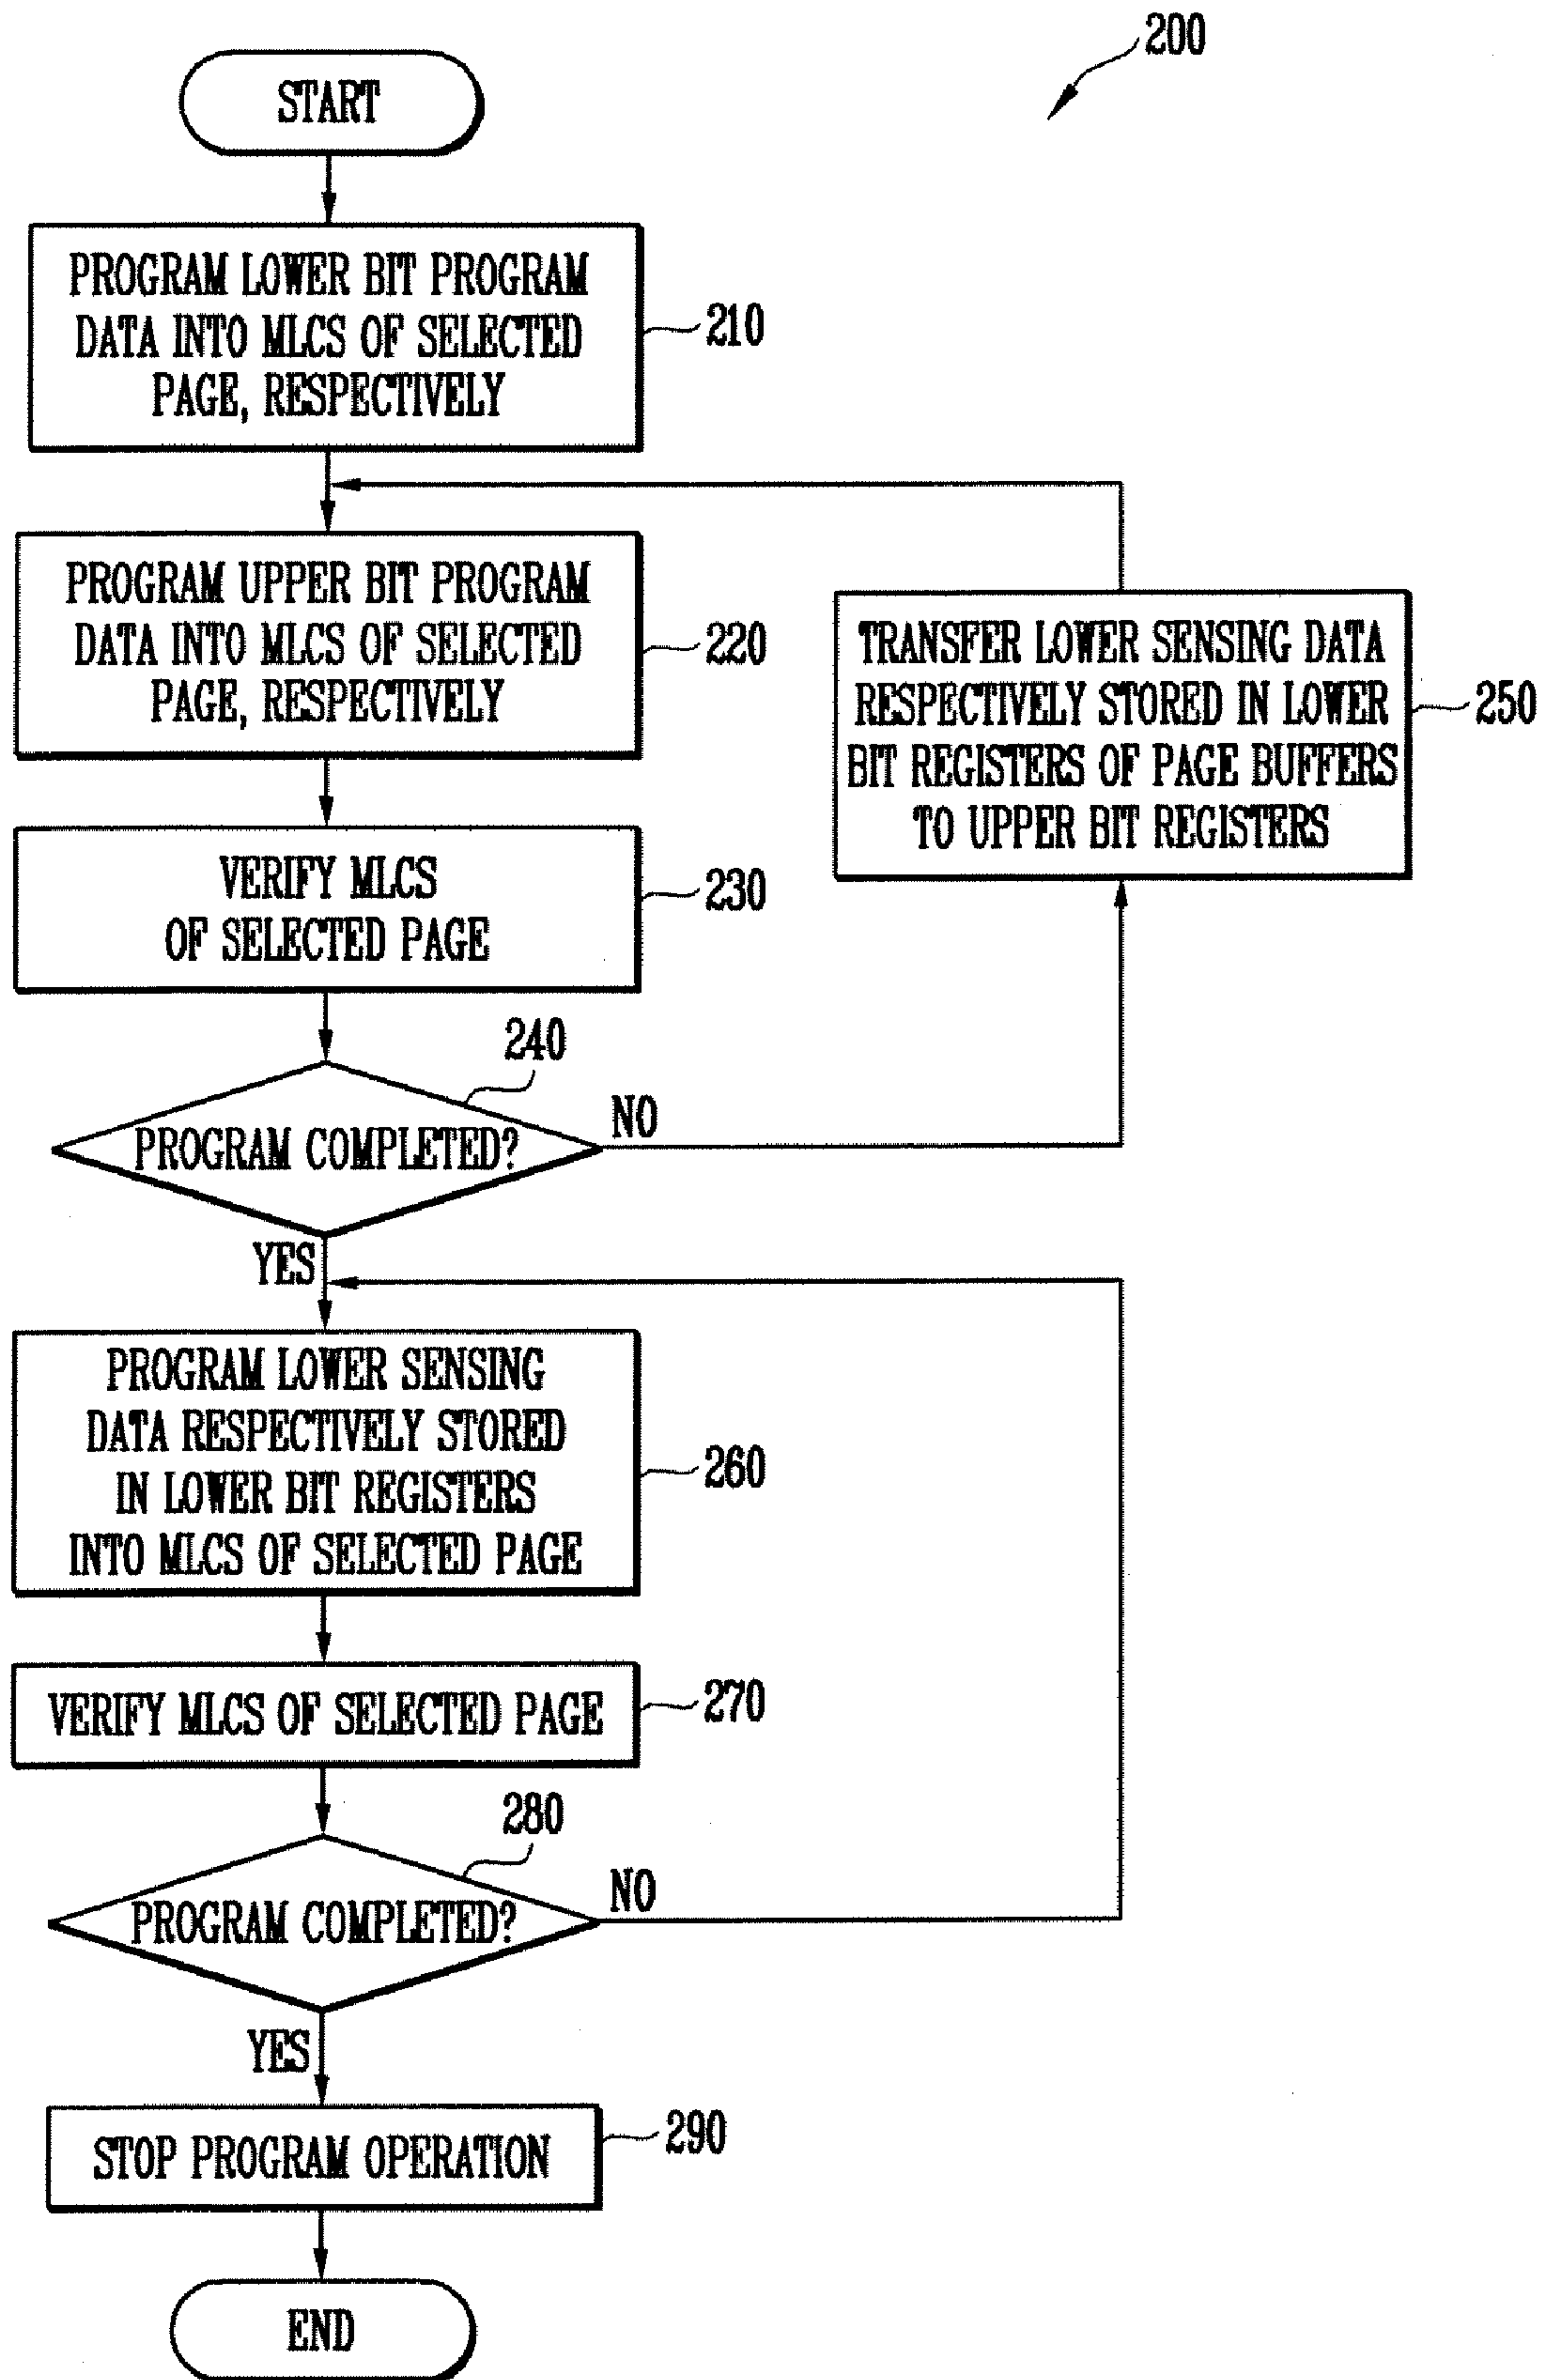 200
START
PROGRAM LOWER BIT PROGRAM
DATA INTO MLCS OF SELECTED
PAGE, RESPECTIVELY
210
PROGRAM UPPER BIT PROGRAM
DATA INTO MLCS OF SELECTED
PAGE, RESPECTIVELY
220
TRANSFER LOWER SENSING DATA
RESPECTIVELY STORED IN LOWER
BIT REGISTERS OF PAGE BUFFERS
TO UPPER BIT REGISTERS
250
VERIFY MLCS
OF SELECTED PAGE
230
240
PROGRAM COMPLETED?
NO
YES
PROGRAM LOWER SENSING
DATA RESPECTIVELY STORED
IN LOWER BIT REGISTERS
INTO MLCS OF SELECTED PAGE
260
VERIFY MLCS OF SELECTED PAGE
270
280
PROGRAM COMPLETED?
NO
YES
STOP PROGRAM OPERATION
290
END